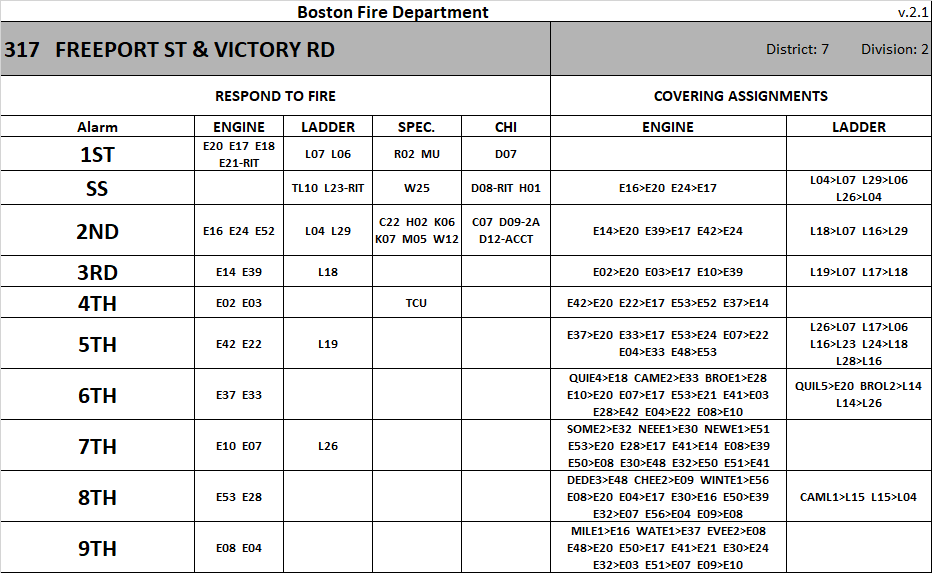 Boston Fire Department v.2.1
317 FREEPORT ST & VICTORY RD District: 7 Division: 2
RESPOND TO FIRE COVERING ASSIGNMENTS
Alarm ENGINE LADDER SPEC. CHI ENGINE LADDER
1ST
E20 E17 E18
E21-RIT
L07 L06
R02 MU
D07
SS
TL10 L23-RIT
W25
D08-RIT H01
E16>E20 E24>E17
L04>L07 L29>L06
L26>L04
2ND
E16 E24 E52
L04 L29
C22 H02 K06
K07 M05 W12
C07 D09-2A
D12-ACCT
E14>E20 E39>E17 E42>E24
L18>L07 L16>L29
3RD
E14 E39
L18
E02>E20 E03>E17 E10>E39
L19>L07 L17>L18
4TH
E02 E03
TCU
E42>E20 E22>E17 E53>E52 E37>E14
5TH
E42 E22
L19
E37>E20 E33>E17 E53>E24 E07>E22
E04>E33 E48>E53
L26>L07 L17>L06
L16>L23 L24>L18
L28>L16
6TH
E37 E33
QUIE4>E18 CAME2>E33 BROE1>E28
E10>E20 E07>E17 E53>E21 E41>E03
E28>E42 E04>E22 E08>E10
QUIL5>E20 BROL2>L14
L14>L26
7TH
E10 E07
L26
SOME2>E32 NEEE1>E30 NEWE1>E51
E53>E20 E28>E17 E41>E14 E08>E39
E50>E08 E30>E48 E32>E50 E51>E41
8TH
E53 E28
DEDE3>E48 CHEE2>E09 WINTE1>E56
E08>E20 E04>E17 E30>E16 E50>E39
E32>E07 E56>E04 E09>E08
CAML1>L15 L15>L04
9TH
E08 E04
MILE1>E16 WATE1>E37 EVEE2>E08
E48>E20 E50>E17 E41>E21 E30>E24
E32>E03 E51>E07 E09>E10